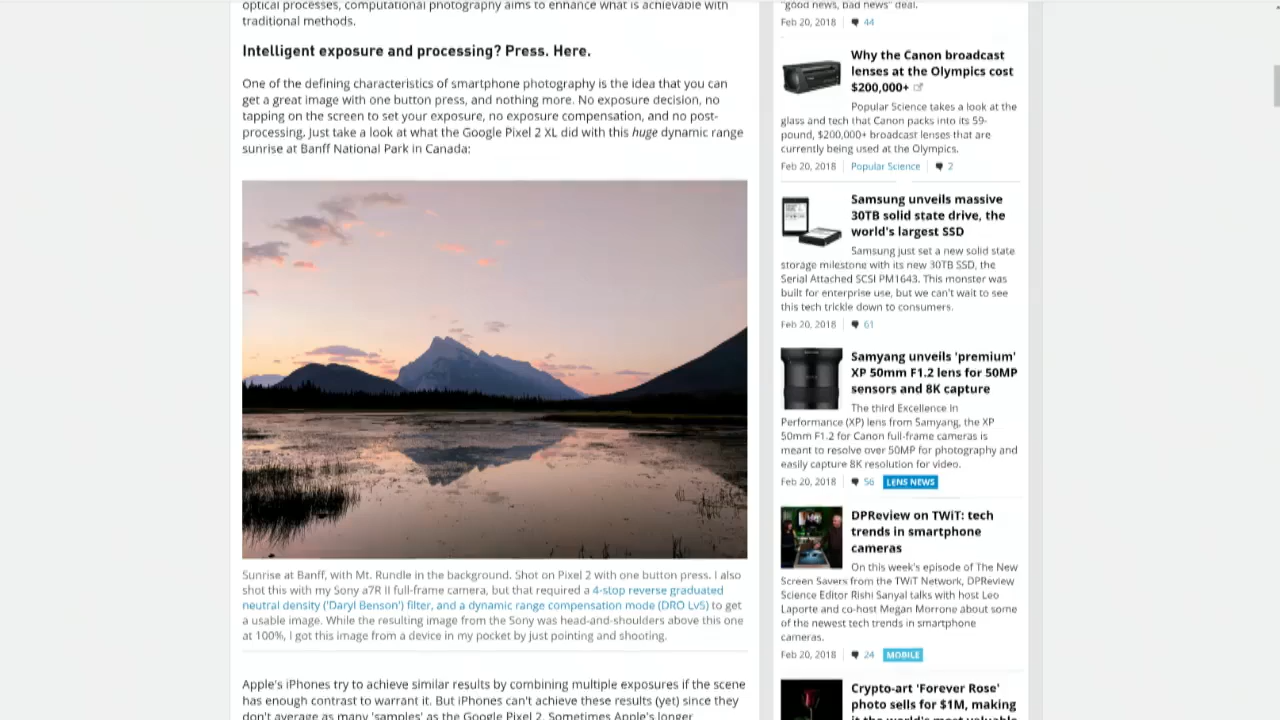 optical processes, computational photography aims to enhance what is achievable with
traditional methods.
Intelligent exposure and processing? Press. Here.
One of the defining characteristics of smartphone photography is the idea that you can
get a great image with one button press, and nothing more. No exposure decision, no
tapping on the screen to set your exposure, no exposure compensation, and no post-
processing. Just take a look at what the Google Pixel 2 XL did with this huge dynamic range
sunrise at Banff National Park in Canada:
Sunrise at Banff, with Mt. Rundle in the background. Shot on Pixel 2 with one button press. I also
shot this with my Sony a7R II full-frame camera, but that required a 4-stop reverse graduated
neutral density ('Daryl Benson') filter, and a dynamic range compensation mode (DRO Lv5) to get
a usable image. While the resulting image from the Sony was head-and-shoulders above this one
at 100%, I got this image from a device in my pocket by just pointing and shooting.
Apple's iPhones try to achieve similar results by combining multiple exposures if the scene
has enough contrast to warrant it. But iPhones can't achieve these results (yet) since they
don't average as many 'samples' as the Google Pixel 2. Sometimes Apple's longer
"good news, bad news" deal.
Feb 20, 2018 44
Why the Canon broadcast
lenses at the Olympics cost
$200,000+
Popular Science takes a look at the
glass and tech that Canon packs into its 59-
pound, $200,000+ broadcast lenses that are
currently being used at the Olympics.
Feb 20, 2018 Popular Science 2
Samsung unveils massive
30TB solid state drive, the
world's largest SSD
Samsung just set a new solid state
storage milestone with its new 30TB SSD, the
Serial Attached SCSI PM1643. This monster was
built for enterprise use, but we can't wait to see
this tech trickle down to consumers.
Feb 20, 2018 61
Samyang unveils 'premium'
XP 50mm F1.2 lens for 50MP
sensors and 8K capture
The third Excellence In
Performance (XP) lens from Samyang, the XP
50mm F1.2 for Canon full-frame cameras is
meant to resolve over 50MP for photography and
easily capture 8K resolution for video.
Feb 20, 2018 56 LENS NEWS
DPReview on TWiT: tech
trends in smartphone
cameras
On this week's episode of The New
Screen Savers from the TWiT Network, DPReview
Science Editor Rishi Sanyal talks with host Leo
Laporte and co-host Megan Morrone about some
of the newest tech trends in smartphone
cameras.
Feb 20, 2018 24 MOBILE
Crypto-art 'Forever Rose'
photo sells for $1M, making
it the world's most valuable